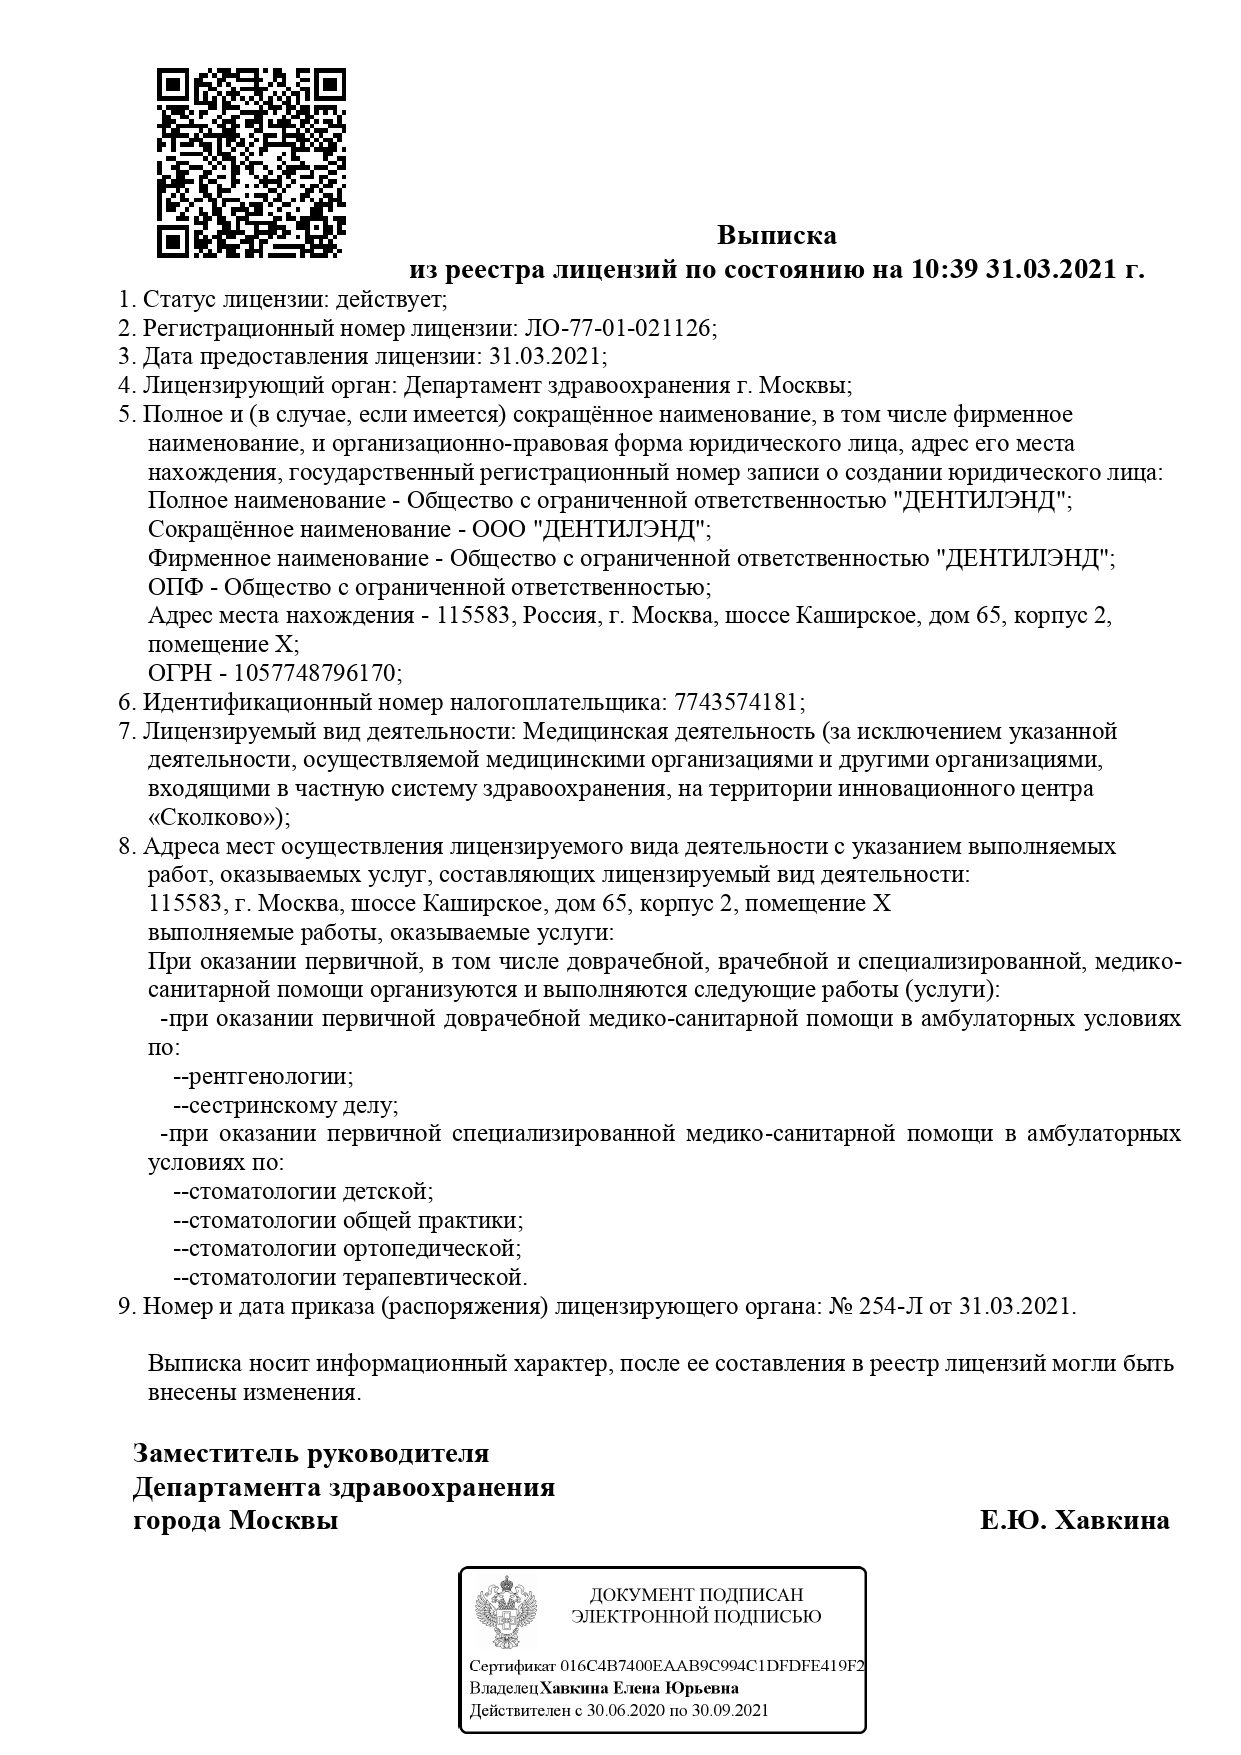 Выписка
из реестра лицензий по состоянию на 10:39 31.03.2021 г.
1. Статус лицензии: действует;
2. Регистрационный номер лицензии: ЛО-77-01-021126;
3. Дата предоставления лицензии: 31.03.2021;
4. Лицензирующий орган: Департамент здравоохранения г. Москвы;
5. Полное и (в случае, если имеется) сокращённое наименование, в том числе фирменное
наименование, и организационно-правовая форма юридического лица, адрес его места
нахождения, государственный регистрационный номер записи о создании юридического лица:
Полное наименование - Общество с ограниченной ответственностью "ДЕНТИЛЭНД";
Сокращённое наименование - ООО "ДЕНТИЛЭНД";
Фирменное наименование - Общество с ограниченной ответственностью "ДЕНТИЛЭНД";
ОПФ - Общество с ограниченной ответственностью;
Адрес места нахождения - 115583, Россия, г. Москва, шоссе Каширское, дом 65, корпус 2,
помещение X;
ОГРН - 1057748796170;
6. Идентификационный номер налогоплательщика: 7743574181;
7. Лицензируемый вид деятельности: Медицинская деятельность (за исключением указанной
деятельности, осуществляемой медицинскими организациями и другими организациями,
входящими в частную систему здравоохранения, на территории инновационного центра
«Сколково»);
8. Адреса мест осуществления лицензируемого вида деятельности с указанием выполняемых
работ, оказываемых услуг, составляющих лицензируемый вид деятельности:
115583, г. Москва, шоссе Каширское, дом 65, корпус 2, помещение X
выполняемые работы, оказываемые услуги:
При оказании первичной, в том числе доврачебной, врачебной и специализированной, медико-
санитарной помощи организуются и выполняются следующие работы (услуги):
-при оказании первичной доврачебной медико-санитарной помощи в амбулаторных условиях
по:
--рентгенологии;
--сестринскому делу;
-при оказании первичной специализированной медико-санитарной помощи в амбулаторных
условиях по:
--стоматологии детской;
--стоматологии общей практики;
--стоматологии ортопедической;
--стоматологии терапевтической.
9. Номер и дата приказа (распоряжения) лицензирующего органа: № 254-Л от 31.03.2021.
Выписка носит информационный характер, после ее составления в реестр лицензий могли быть
внесены изменения.
Заместитель руководителя
Департамента здравоохранения
города Москвы Е.Ю. Хавкина
ДОКУМЕНТ ПОДПИСАН
ЭЛЕКТРОННОЙ ПОДПИСЬЮ
Сертификат 016C4B7400EAAB9C994C1DFDFE419F2
Владелец Хавкина Елена Юрьевна
Действителен с 30.06.2020 по 30.09.2021